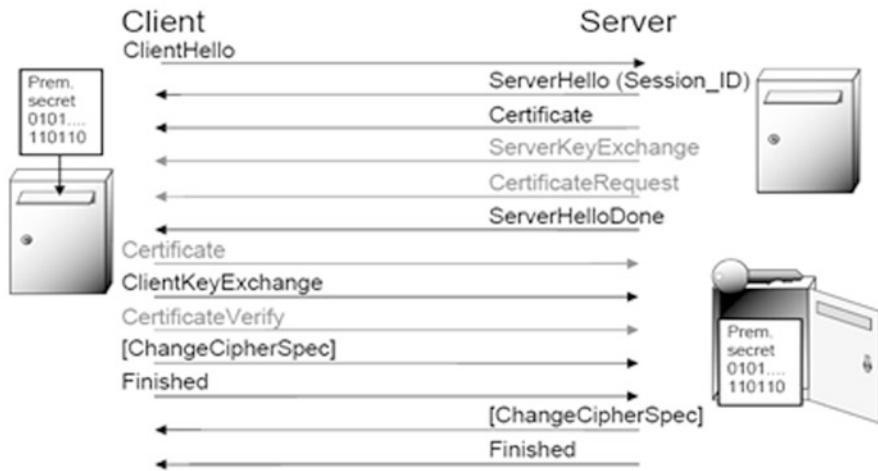 Client
Server
ClientHello
Prem.
secret
0101....
110110
ServerHello (Session_ID)
Certificate
ServerKeyExchange
CertificateRequest
ServerHelloDone
Certificate
ClientKeyExchange
CertificateVerify
[ChangeCipherSpec]
Finished
Prem.
secret
0101....
110110
[ChangeCipherSpec]
Finished